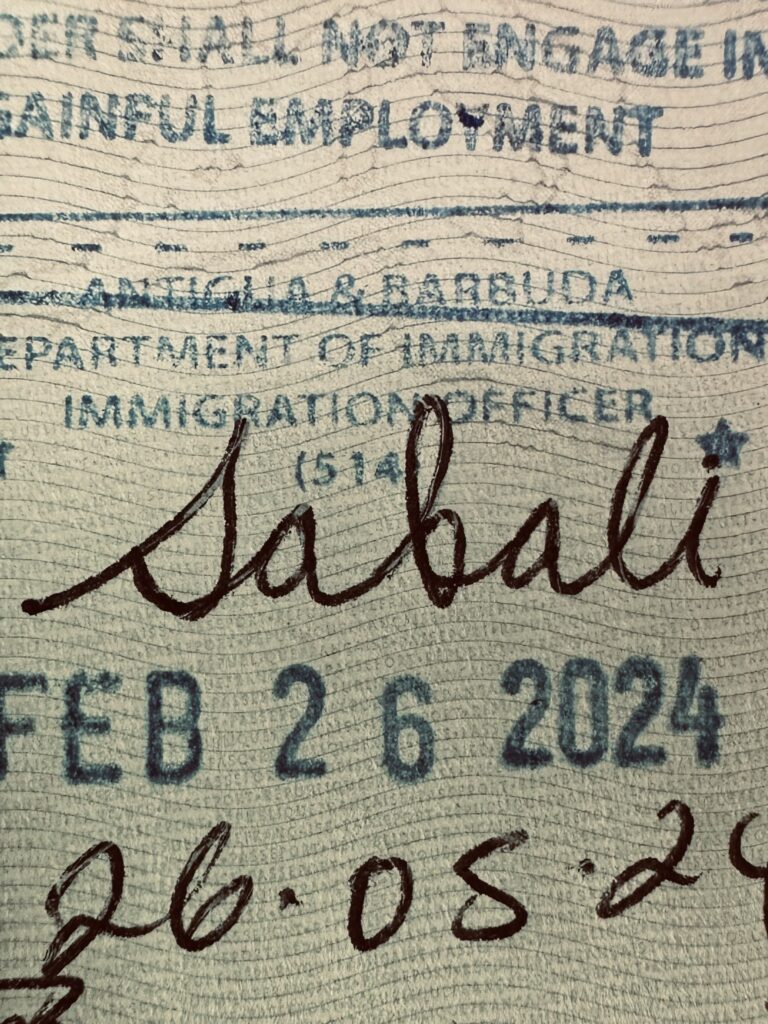 DER SHALL NOT ENGAGE IN
GAINFUL EMPLOYMENT
ANTIGUA & BARBUDA
EPARTMENT OF IMMIGRATION
IMMIGRATION OFFICER
(514)
Sabali
FEB 26 2024
26.05.24